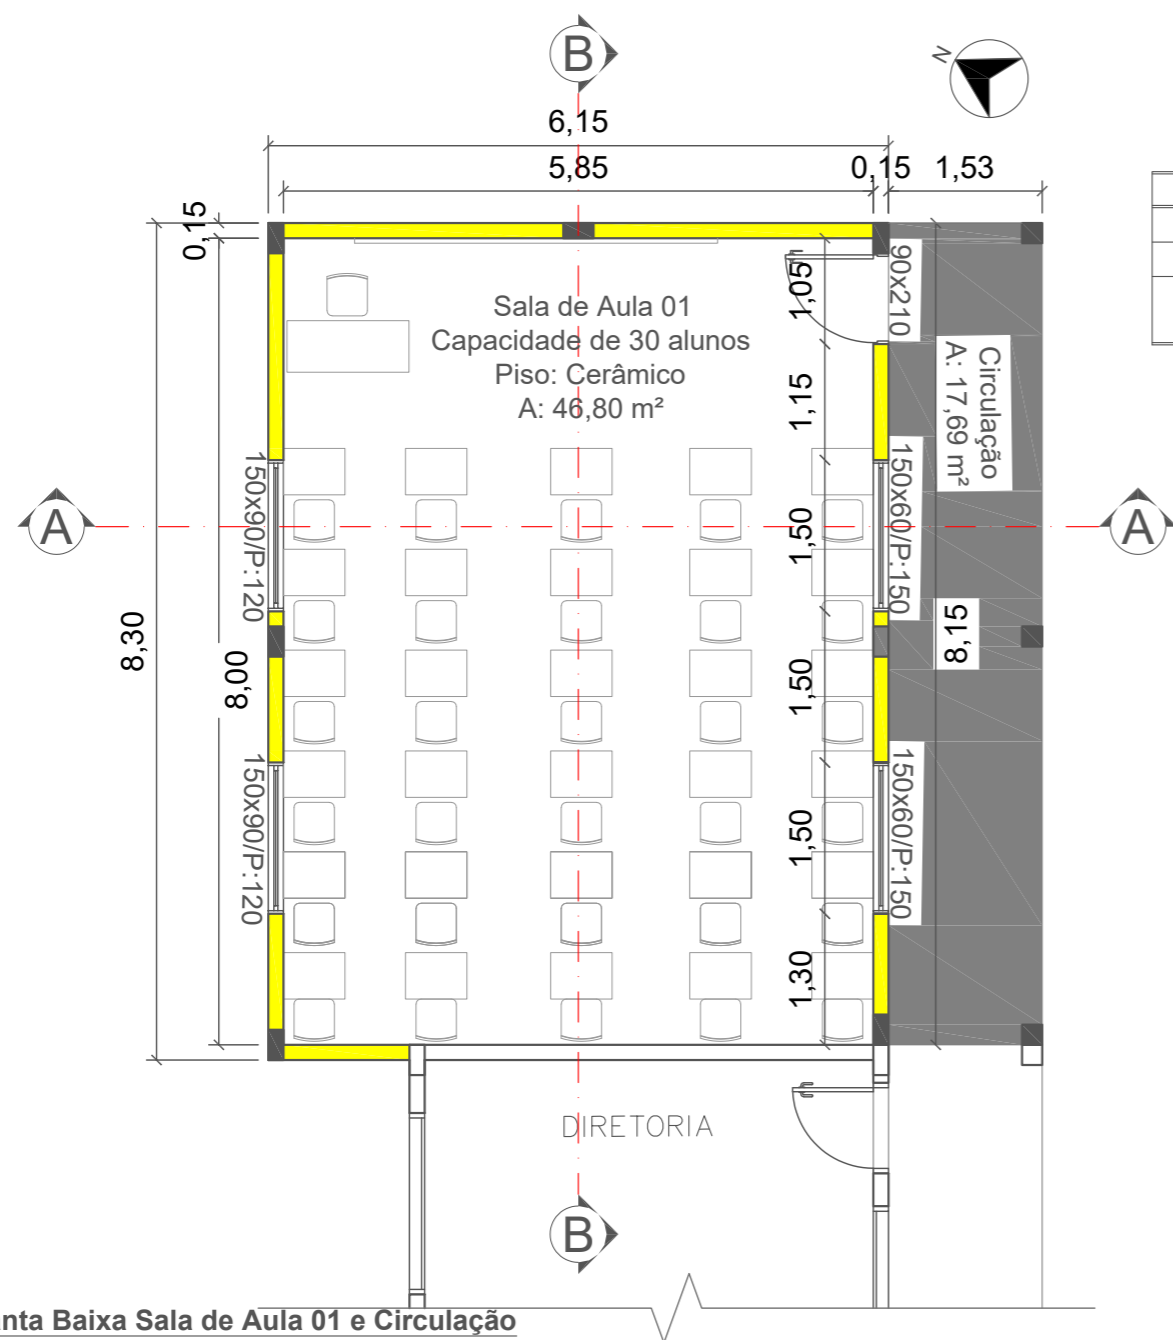 B
N
6,15
5,85
0,15
1,53
0,15
90x210
1,05
Sala de Aula 01
Capacidade de 30 alunos
Piso: Cerâmico
A: 46,80 m²
Circulação
A: 17,69 m²
1,15
150x90/P:120
150x60/P:150
A
A
1,50
8,30
8,00
8,15
1,50
150x90/P:120
150x60/P:150
1,50
1,30
DIRETORIA
B
nta Baixa Sala de Aula 01 e Circulação